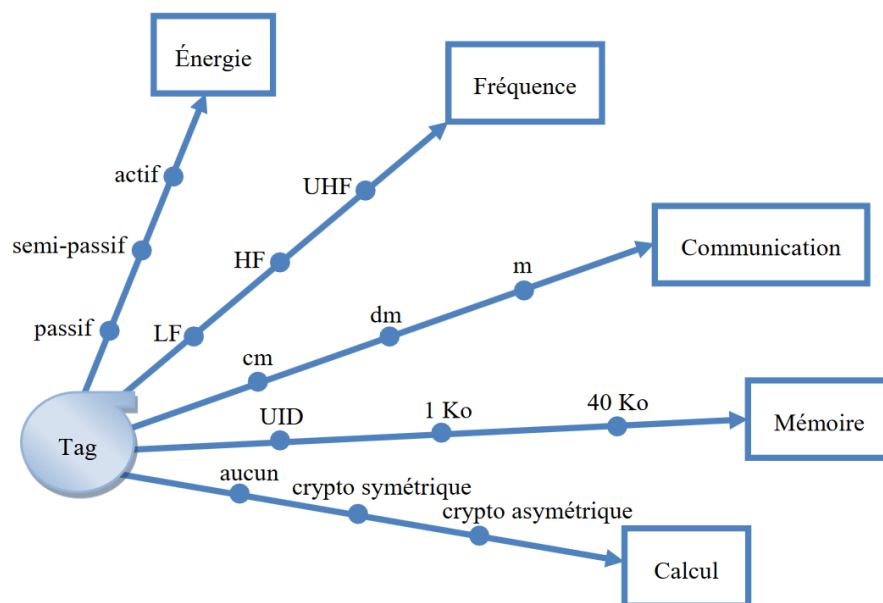 Énergie
Fréquence
actif
UHF
semi-passif
HF
Communication
m
passif
LF
dm
cm
UID
1 Ko
40 Ko
Mémoire
Tag
aucun
crypto symétrique
crypto asymétrique
Calcul